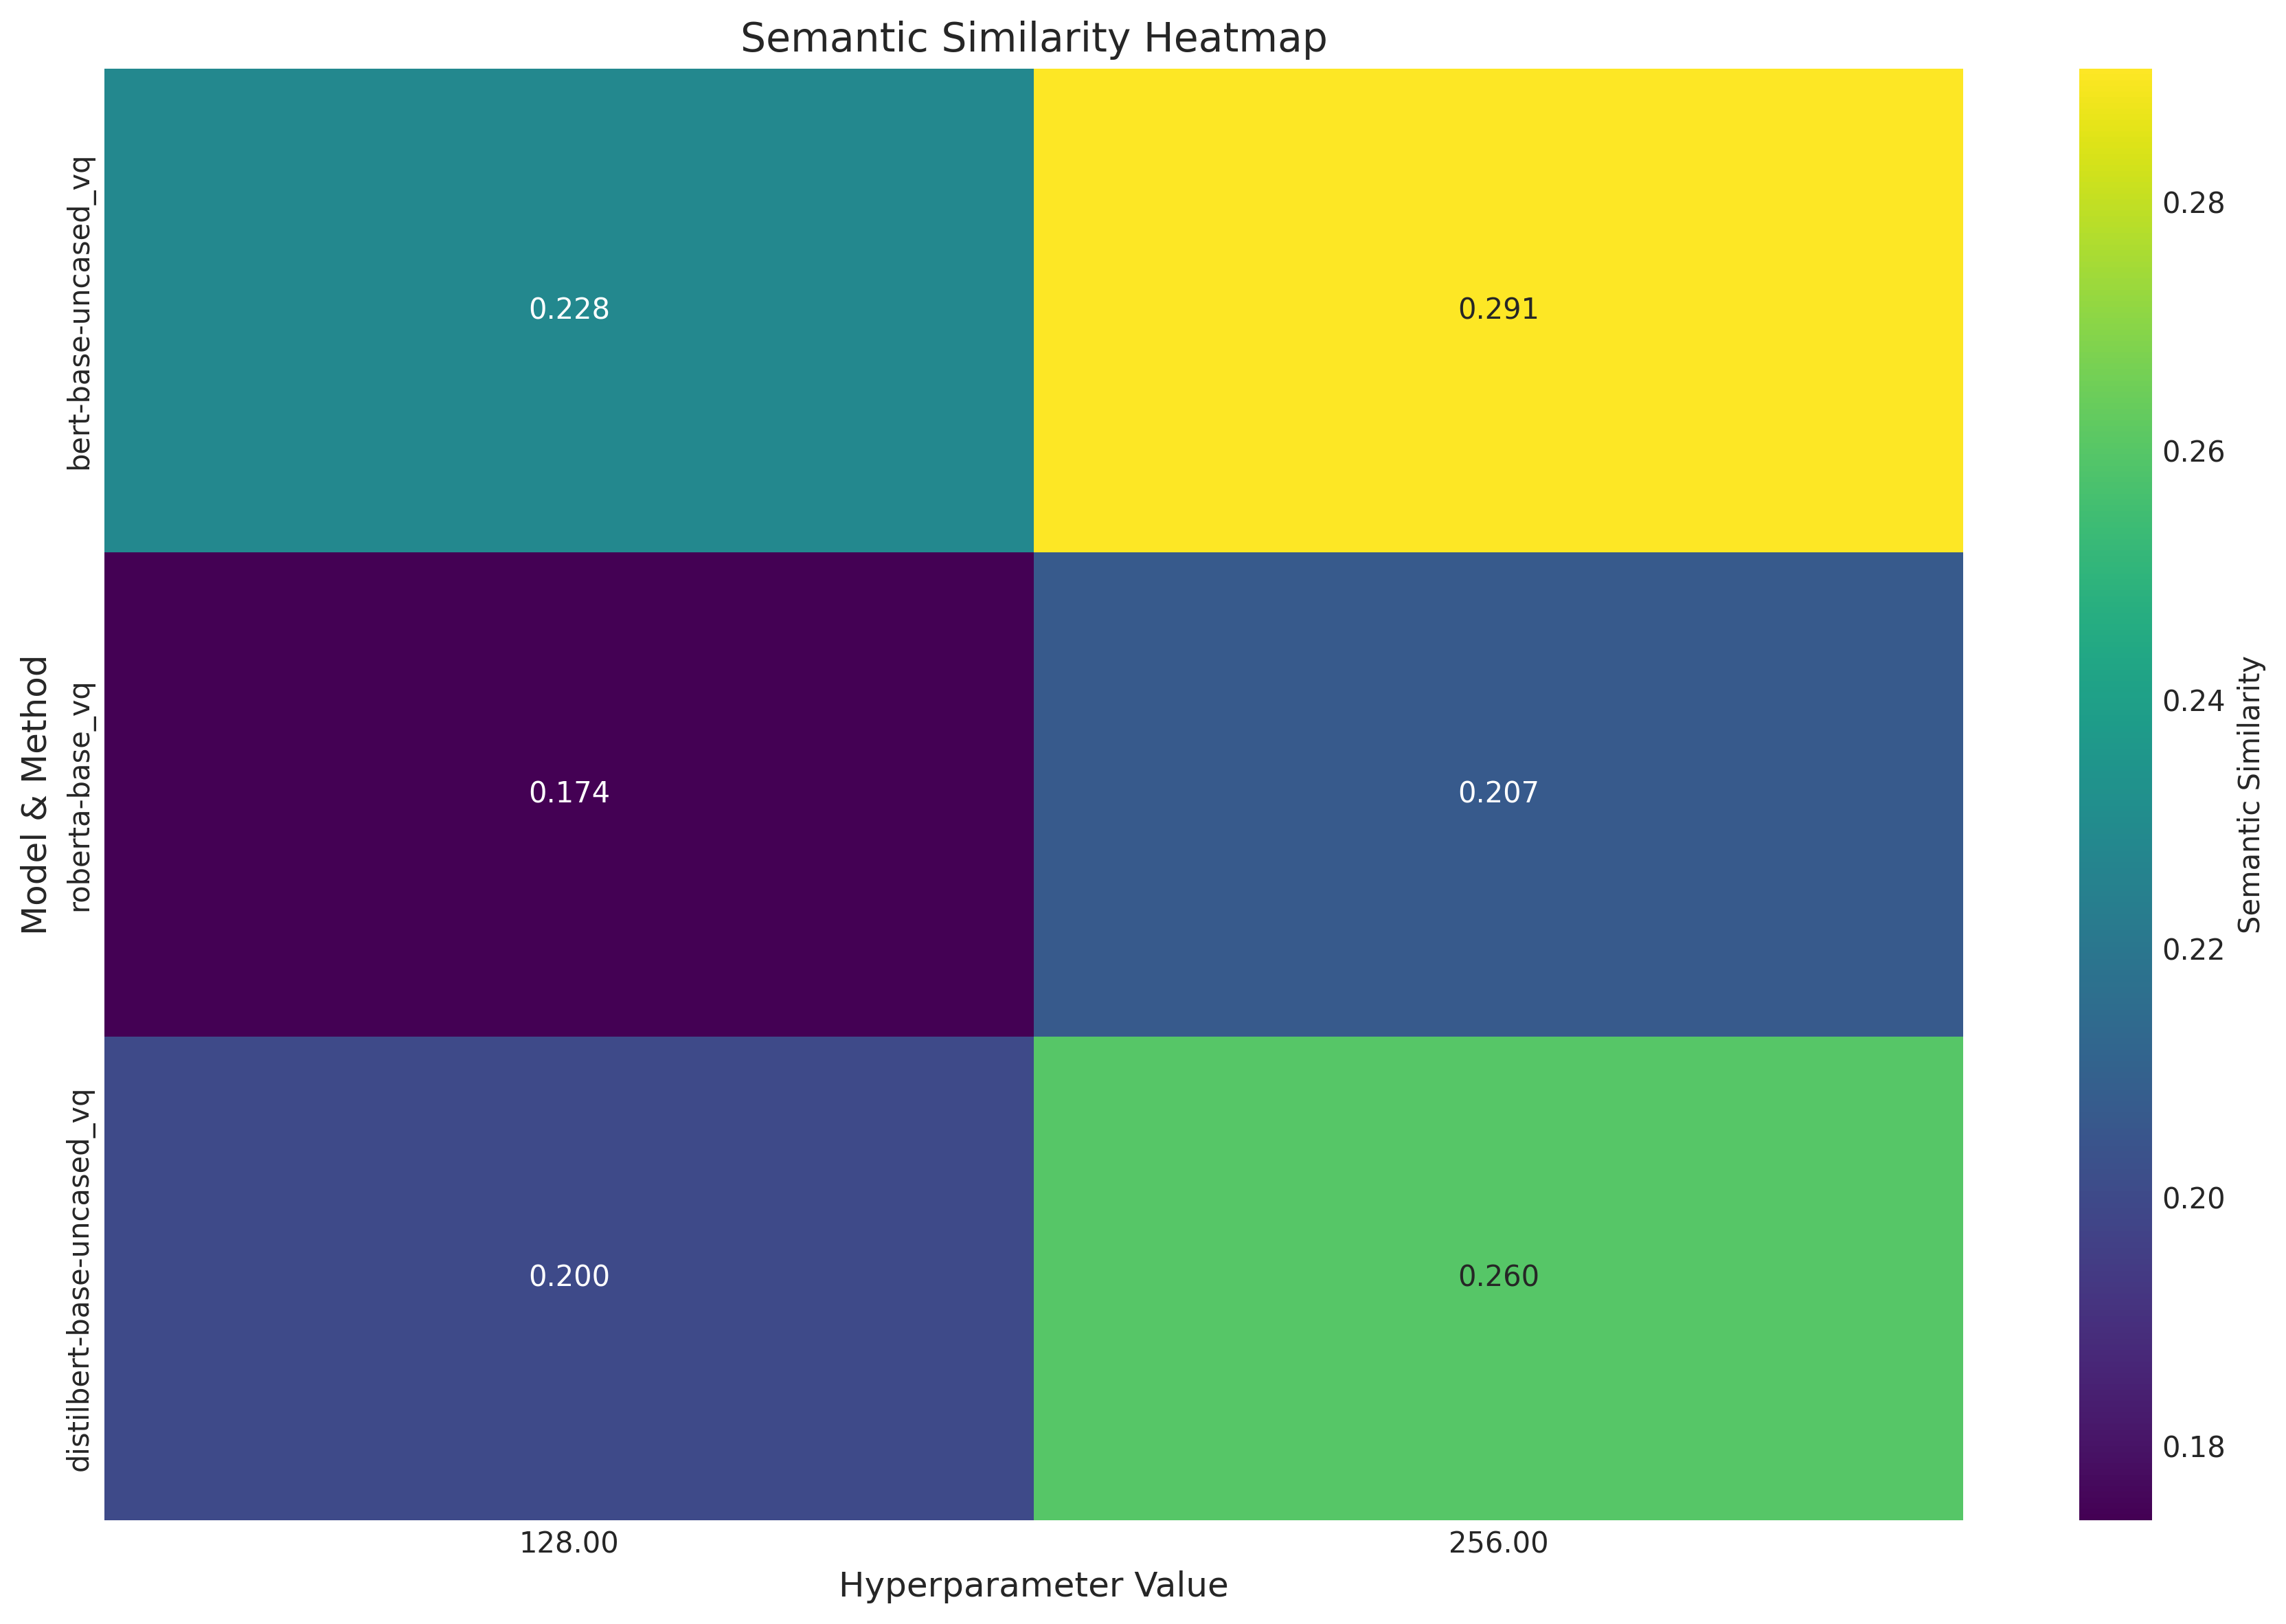 Semantic Similarity Heatmap
Model & Method
bert-base-uncased_vq
0.228
0.291
roberta-base_vq
0.174
0.207
distilbert-base-uncased_vq
0.200
0.260
128.00
256.00
Hyperparameter Value
0.28
0.26
0.24
0.22
0.20
0.18
Semantic Similarity